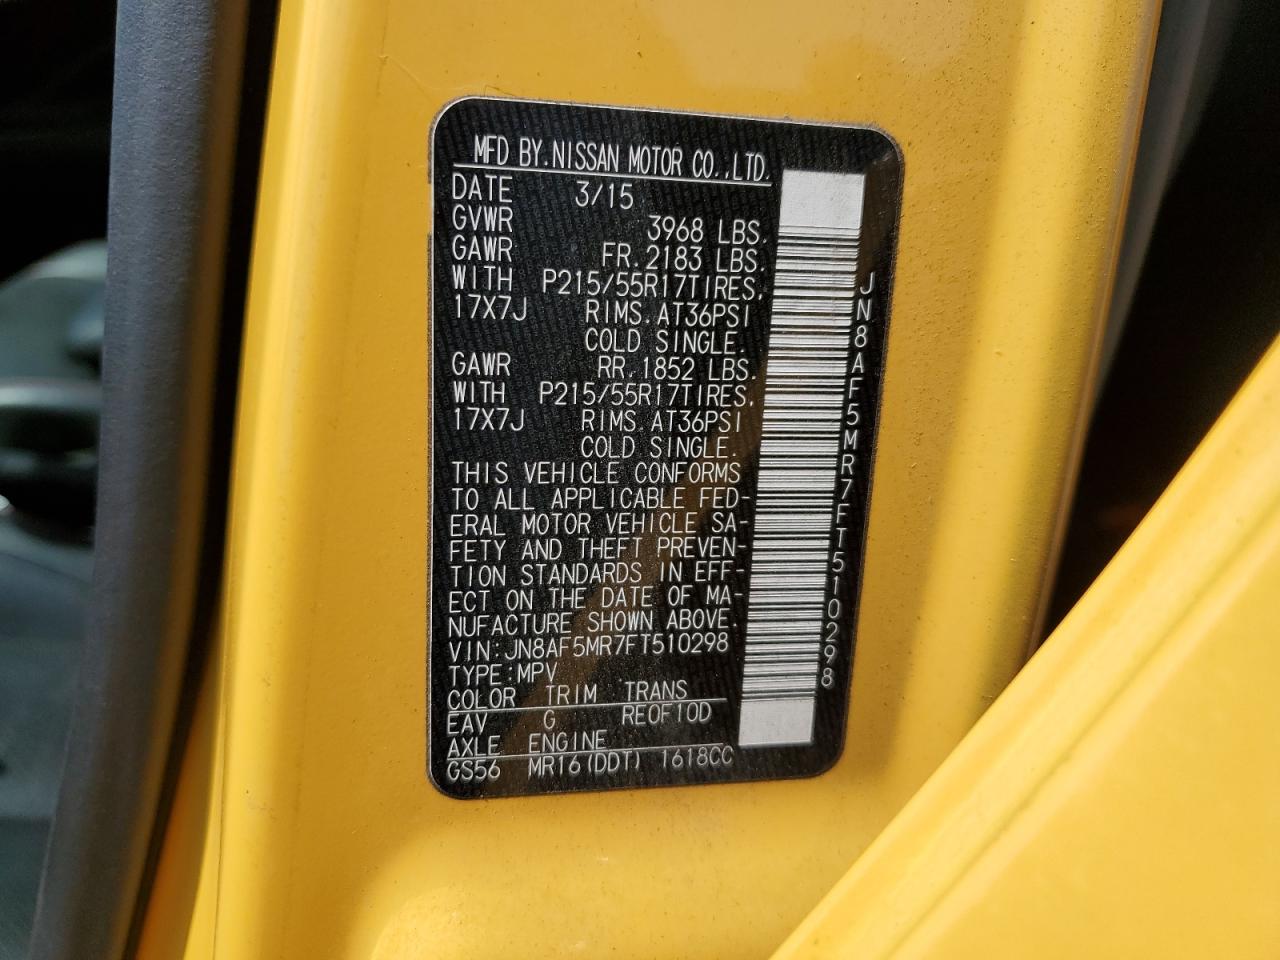 MFD BY.NISSAN MOTOR CO.,LTD.
DATE 3/15
GVWR 3968 LBS.
GAWR FR.2183 LBS.
WITH P215/55R17TIRES,
17X7J RIMS.AT36PSI
COLD SINGLE.
GAWR RR.1852 LBS.
WITH P215/55R17TIRES,
17X7J RIMS.AT36PSI
COLD SINGLE.
THIS VEHICLE CONFORMS
TO ALL APPLICABLE FED-
ERAL MOTOR VEHICLE SA-
FETY AND THEFT PREVEN-
TION STANDARDS IN EFF-
ECT ON THE DATE OF MA-
NUFACTURE SHOWN ABOVE.
VIN:JN8AF5MR7FT510298
TYPE:MPV
COLOR TRIM TRANS
EAV G RE0F10D
AXLE ENGINE
GS56 MR16(DDT) 1618CC
JN8AF5MR7FT510298